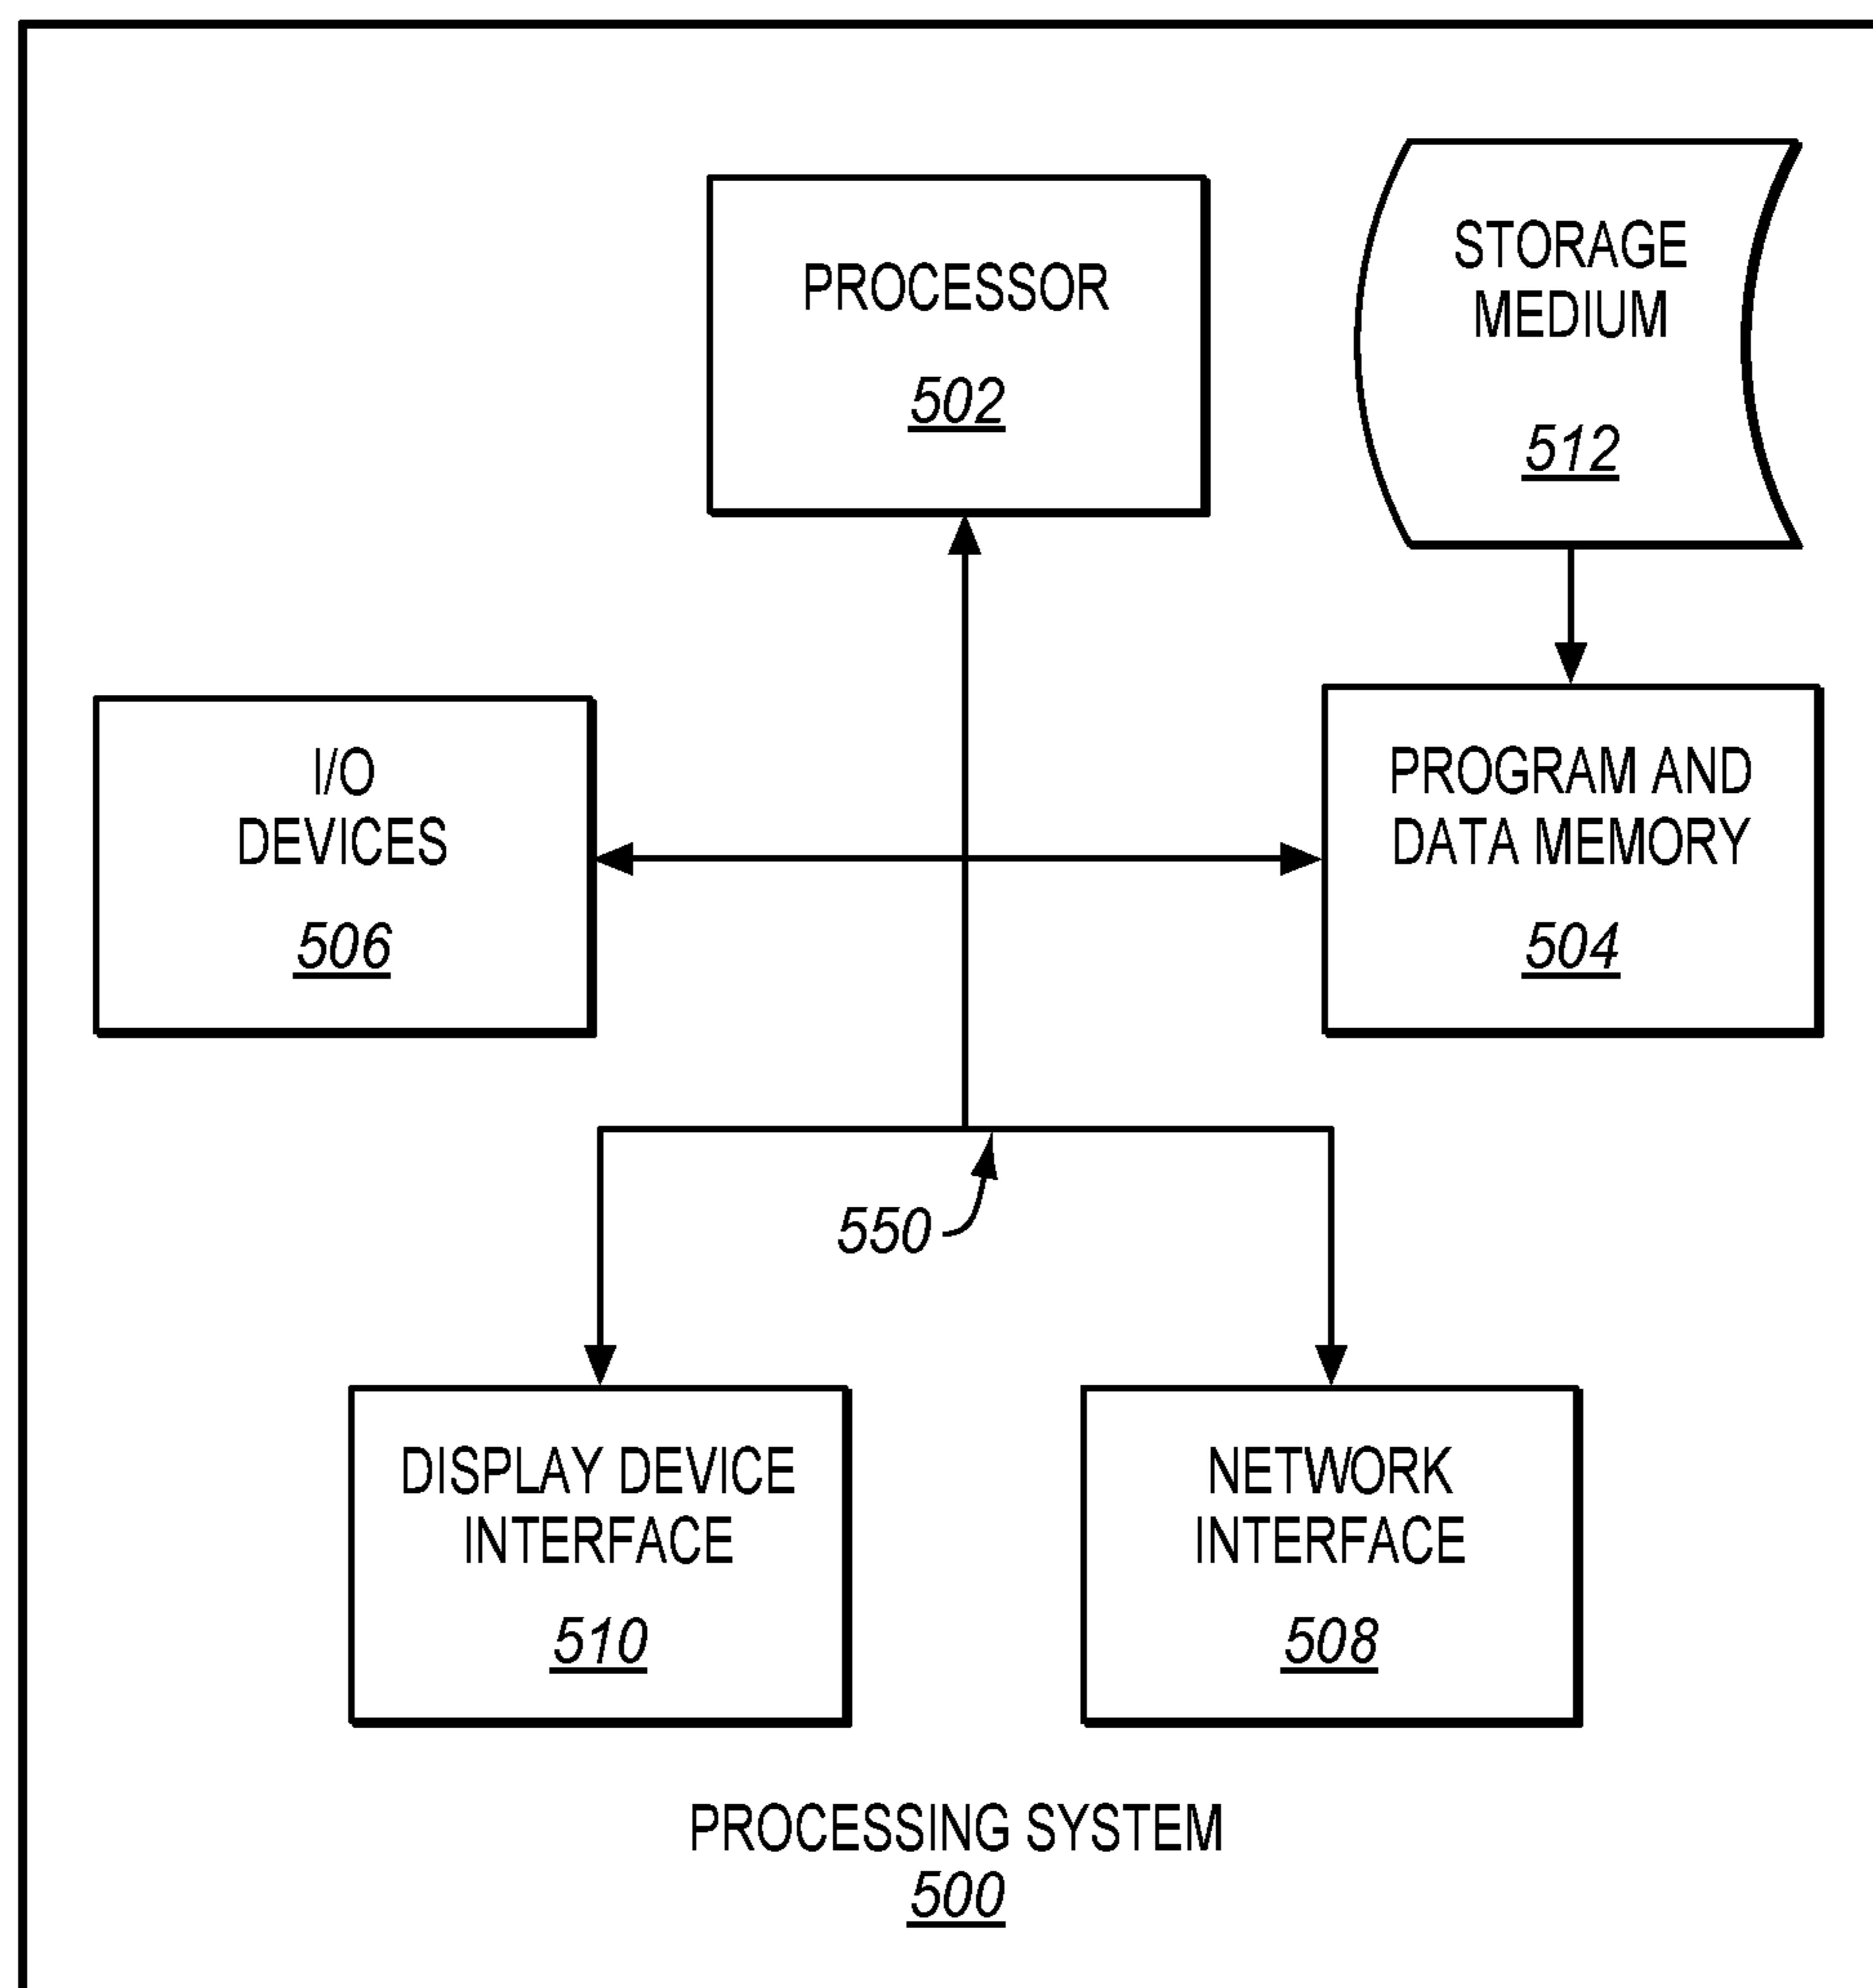 PROCESSOR
502
STORAGE
MEDIUM
512
I/O
DEVICES
506
PROGRAM AND
DATA MEMORY
504
550
DISPLAY DEVICE
INTERFACE
510
NETWORK
INTERFACE
508
PROCESSING SYSTEM
500